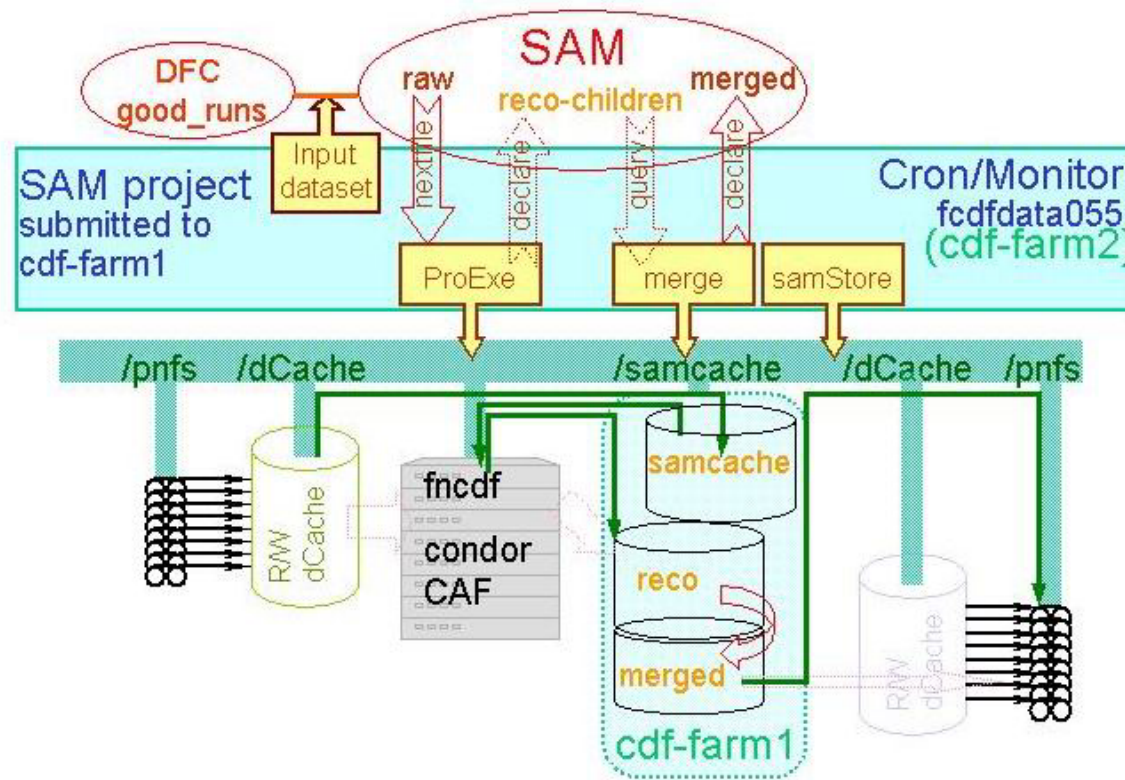 SAM
DFC
good_runs
raw
reco-children
merged
nextfile
declare
query
declare
Input
dataset
SAM project
submitted to
cdf-farm1
Cron/Monitor
fcdfdata055
(cdf-farm2)
ProExe
merge
samStore
/pnfs
/dCache
/samcache
/dCache
/pnfs
R/W
dCache
fncdf
condor
CAF
samcache
reco
merged
R/W
dCache
cdf-farm1